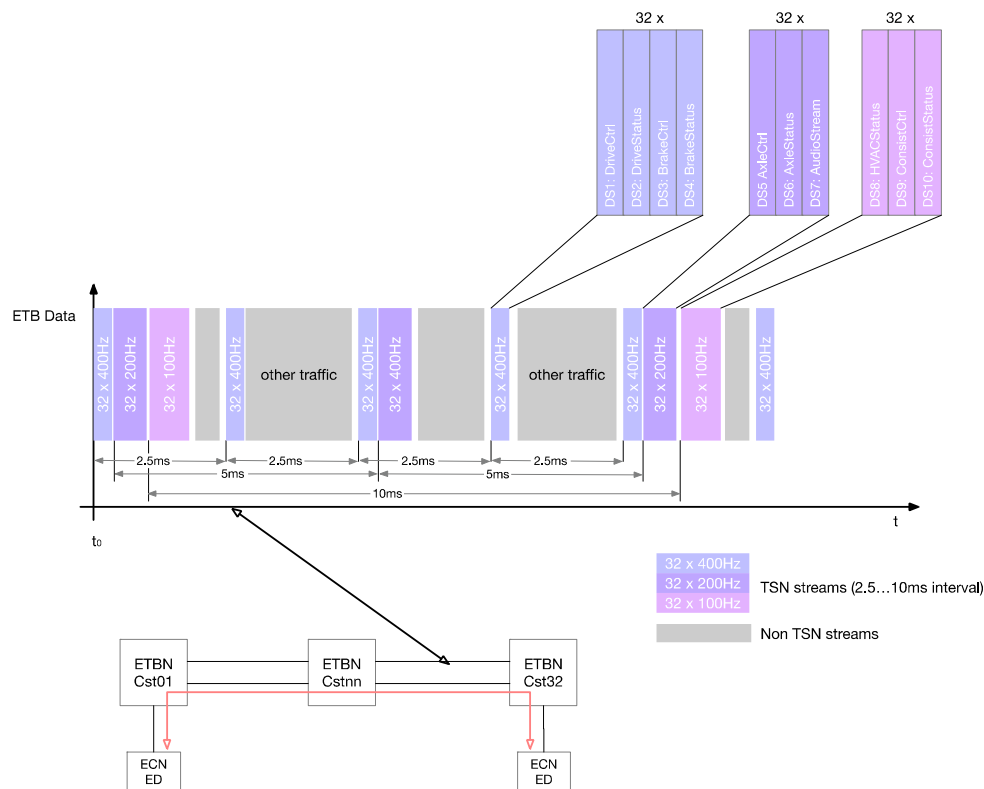 32 x
32 x
32 x
DS1: DriveCtrl
DS2: DriveStatus
DS3: BrakeCtrl
DS4: BrakeStatus
DS5 AxleCtrl
DS6: AxleStatus
DS7: AudioStream
DS8: HVACStatus
DS9: ConsistCtrl
DS10: ConsistStatus
ETB Data
32 x 400Hz
32 x 200Hz
32 x 100Hz
32 x 400Hz
other traffic
32 x 400Hz
32 x 400Hz
32 x 400Hz
other traffic
32 x 400Hz
32 x 200Hz
32 x 100Hz
32 x 400Hz
2.5ms
2.5ms
2.5ms
2.5ms
5ms
5ms
10ms
t
t0
32 x 400Hz
32 x 200Hz
32 x 100Hz
TSN streams (2.5…10ms interval)
Non TSN streams
ETBN
Cst01
ETBN
Cstnn
ETBN
Cst32
ECN
ED
ECN
ED